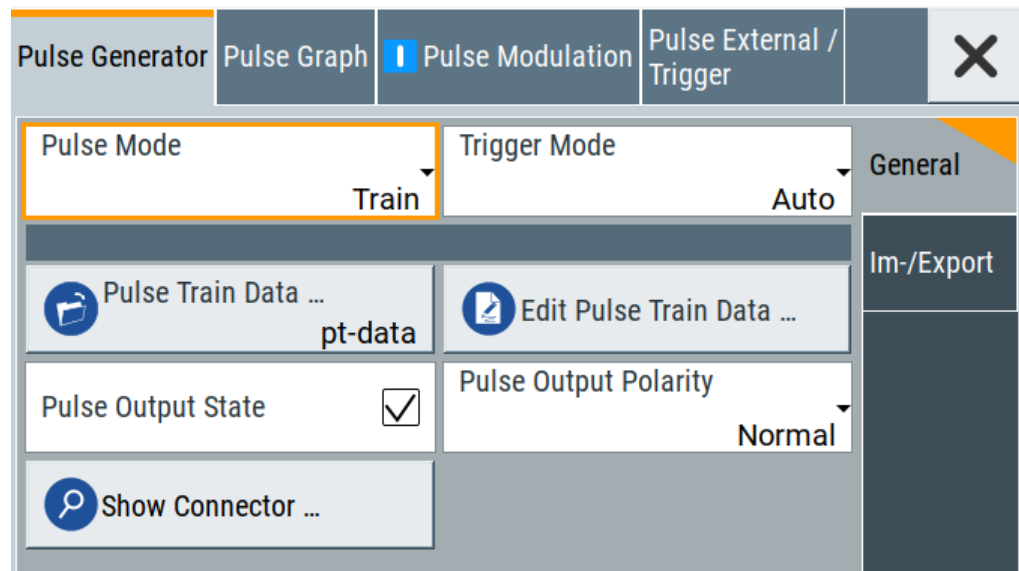 Pulse Generator
Pulse Graph
Pulse Modulation
Pulse External /
Trigger
Pulse Mode
Train
Trigger Mode
Auto
General
Im-/Export
Pulse Train Data ...
pt-data
Edit Pulse Train Data ...
Pulse Output State
Pulse Output Polarity
Normal
Show Connector ...